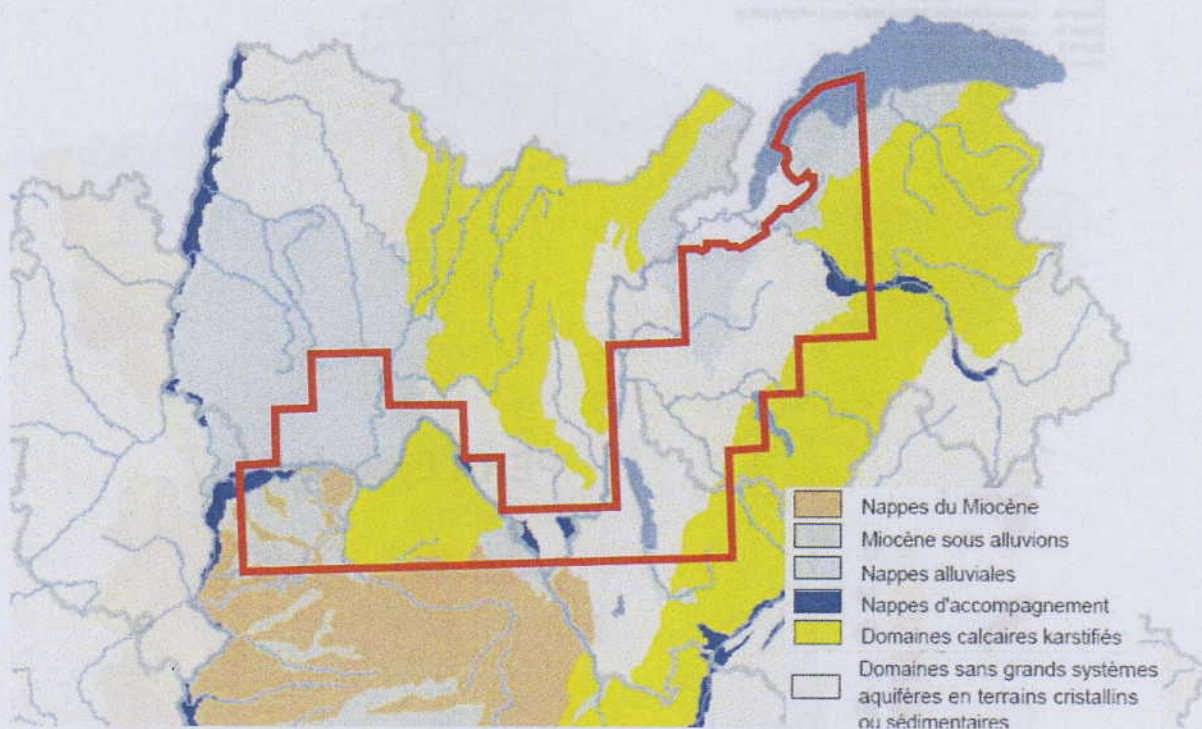 Nappes du Miocène
Miocène sous alluvions
Nappes alluviales
Nappes d'accompagnement
Domaines calcaires karstifiés
Domaines sans grands systèmes
aquifères en terrains cristallins
ou sédimentaires